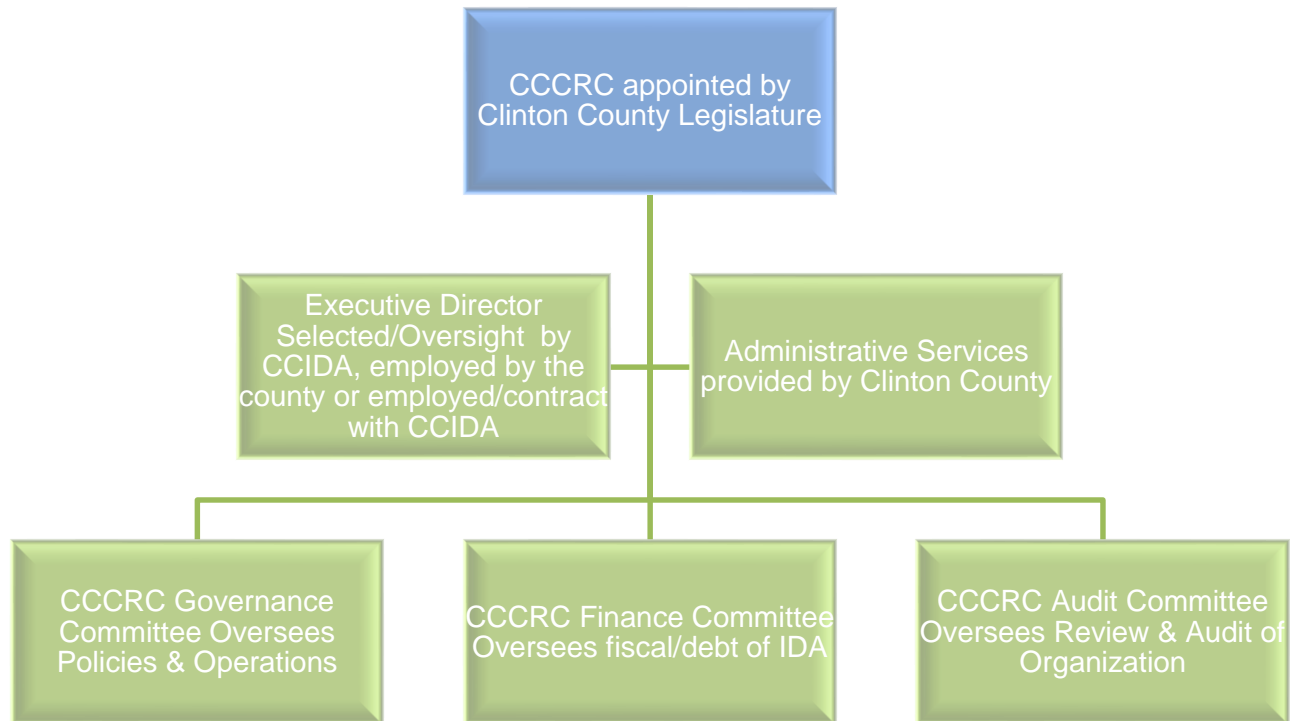 CCCRC appointed by
Clinton County Legislature
Executive Director
Selected/Oversight  by
CCIDA, employed by the
county or employed/contract
with CCIDA
Administrative Services
provided by Clinton County
CCCRC Governance
Committee Oversees
Policies & Operations
CCCRC Finance Committee
Oversees fiscal/debt of IDA
CCCRC Audit Committee
Oversees Review & Audit of
Organization